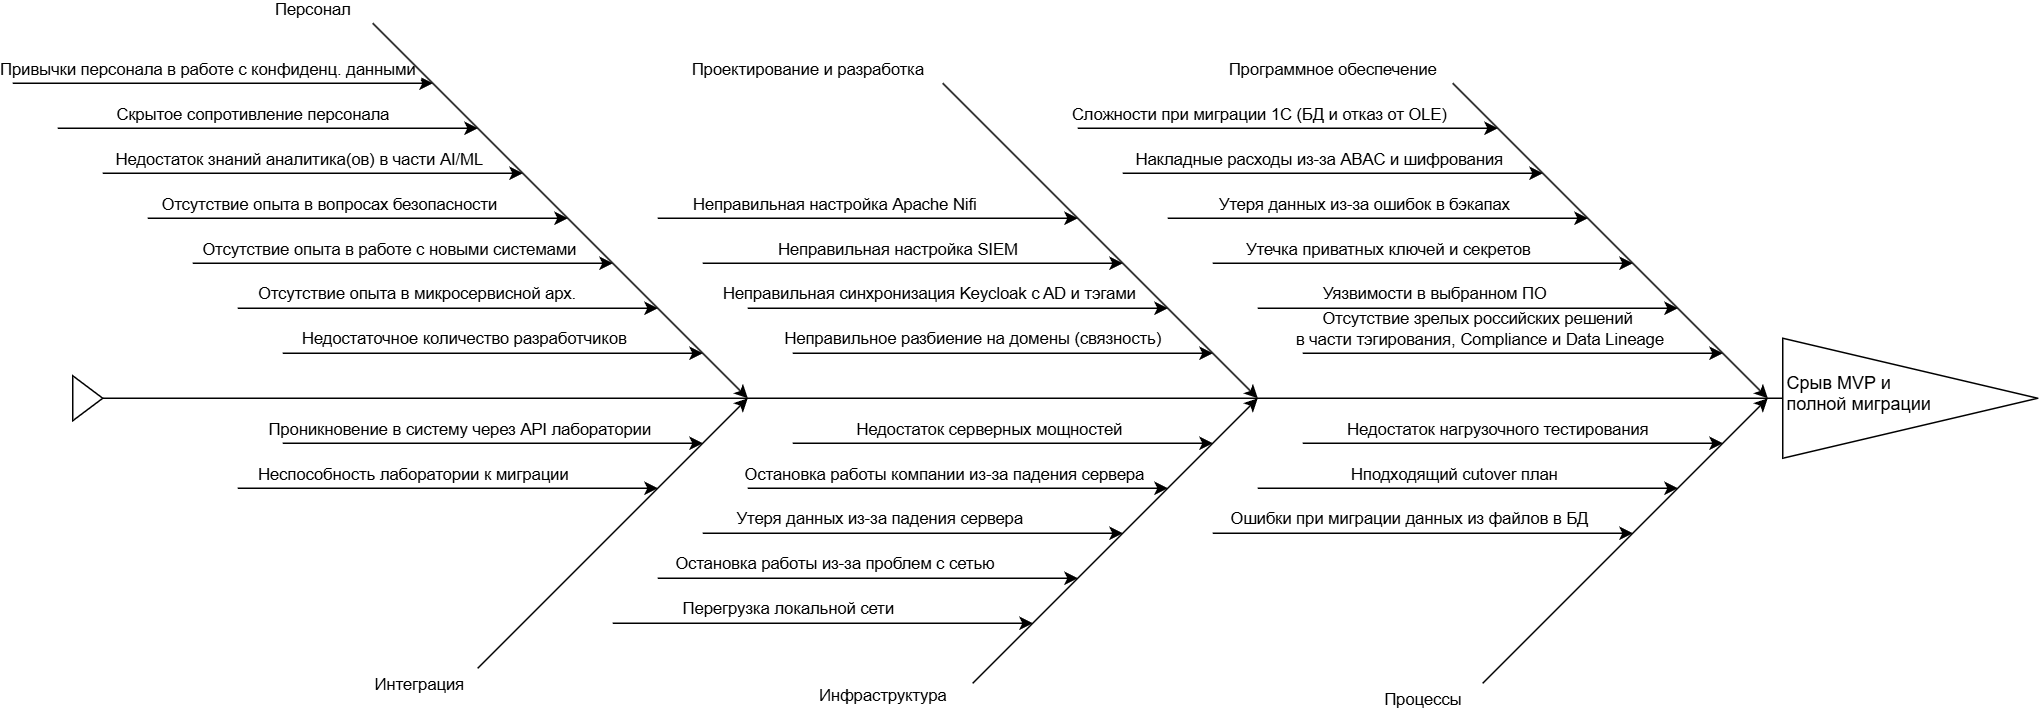 Персонал
Привычки персонала в работе с конфиденц. данными
Скрытое сопротивление персонала
Недостаток знаний аналитика(ов) в части AI/ML
Отсутствие опыта в вопросах безопасности
Отсутствие опыта в работе с новыми системами
Отсутствие опыта в микросервисной арх.
Недостаточное количество разработчиков
Проектирование и разработка
Неправильная настройка Apache Nifi
Неправильная настройка SIEM
Неправильная синхронизация Keycloak с AD и тэгами
Неправильное разбиение на домены (связность)
Программное обеспечение
Сложности при миграции 1С (БД и отказ от OLE)
Накладные расходы из-за ABAC и шифрования
Утеря данных из-за ошибок в бэкапах
Утечка приватных ключей и секретов
Уязвимости в выбранном ПО
Отсутствие зрелых российских решений
в части тэгирования, Compliance и Data Lineage
Срыв MVP и
полной миграции
Проникновение в систему через API лаборатории
Неспособность лаборатории к миграции
Интеграция
Недостаток серверных мощностей
Остановка работы компании из-за падения сервера
Утеря данных из-за падения сервера
Остановка работы из-за проблем с сетью
Перегрузка локальной сети
Инфраструктура
Недостаток нагрузочного тестирования
Нподходящий cutover план
Ошибки при миграции данных из файлов в БД
Процессы